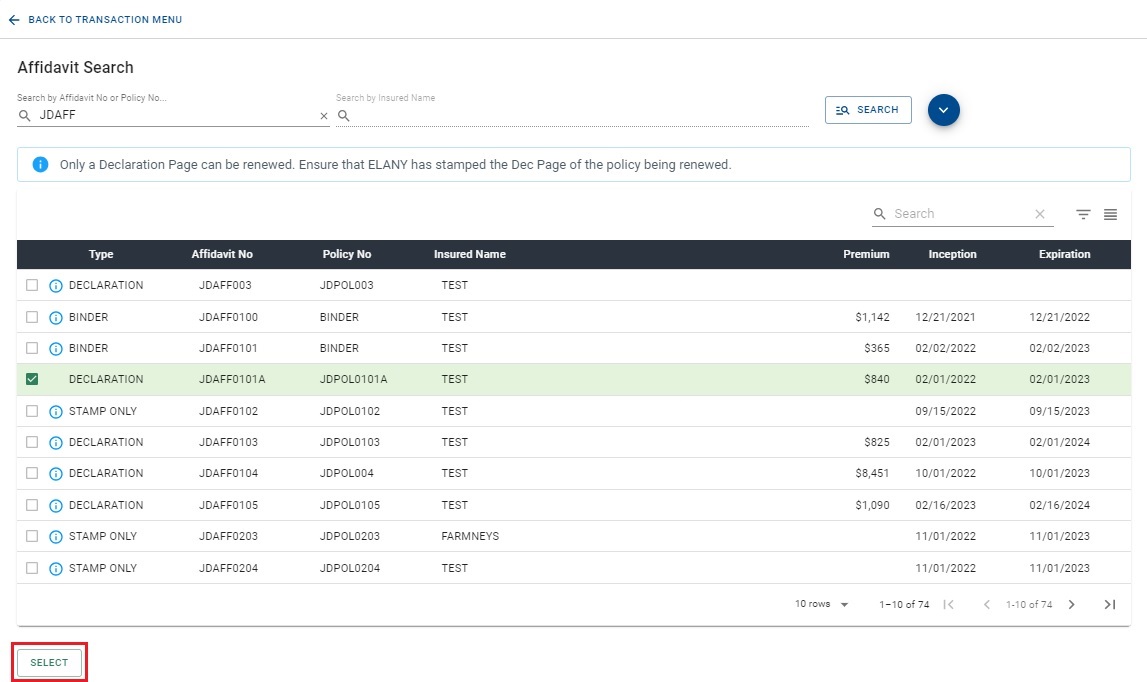 BACK TO TRANSACTION MENU
Affidavit Search
Search by Affidavit No or Policy No... Search by Insured Name
JDAFF
SEARCH
Only a Declaration Page can be renewed. Ensure that ELANY has stamped the Dec Page of the policy being renewed.
Search
Type Affidavit No Policy No Insured Name Premium Inception Expiration
DECLARATION JDAFF003 JDPOL003 TEST
BINDER JDAFF0100 BINDER TEST $1,142 12/21/2021 12/21/2022
BINDER JDAFF0101 BINDER TEST $365 02/02/2022 02/02/2023
DECLARATION JDAFF0101A JDPOL0101A TEST $840 02/01/2022 02/01/2023
STAMP ONLY JDAFF0102 JDPOL0102 TEST 09/15/2022 09/15/2023
DECLARATION JDAFF0103 JDPOL0103 TEST $825 02/01/2023 02/01/2024
DECLARATION JDAFF0104 JDPOL004 TEST $8,451 10/01/2022 10/01/2023
DECLARATION JDAFF0105 JDPOL0105 TEST $1,090 02/16/2023 02/16/2024
STAMP ONLY JDAFF0203 JDPOL0203 FARMNEYS 11/01/2022 11/01/2023
STAMP ONLY JDAFF0204 JDPOL0204 TEST 11/01/2022 11/01/2023
10 rows 1–10 of 74 1-10 of 74
SELECT